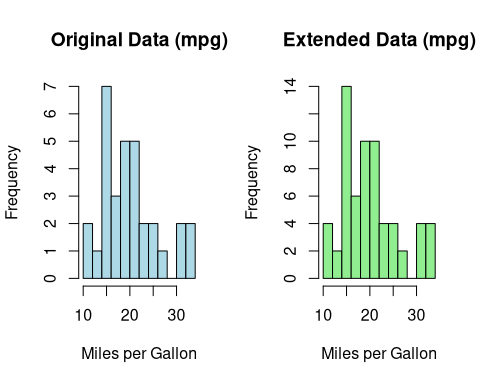 Original Data (mpg)
Frequency
0 1 2 3 4 5 6 7
10 20 30
Miles per Gallon
Extended Data (mpg)
Frequency
0 2 4 6 8 10 14
10 20 30
Miles per Gallon